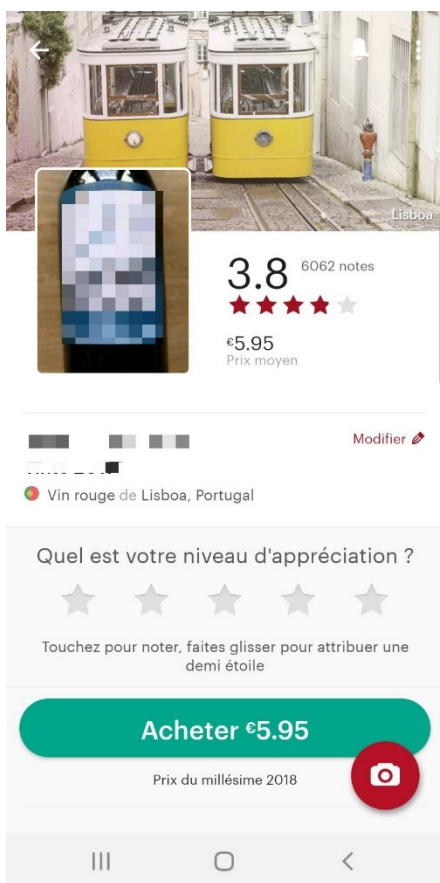 Lisboa
3.8 6062 notes
€5.95
Prix moyen
Modifier
Vin rouge de Lisboa, Portugal
Quel est votre niveau d'appréciation ?
Touchez pour noter, faites glisser pour attribuer une
demi étoile
Acheter €5.95
Prix du millésime 2018